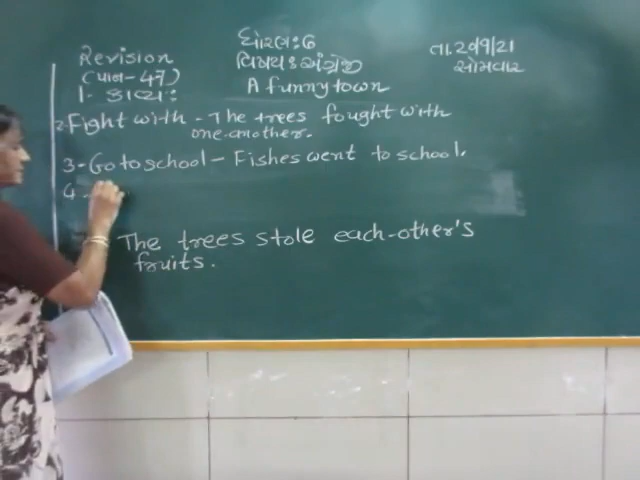 Revision
(પાન-47)
1. કાવ્ય:
ધોરણ: 6
વિષય: અંગ્રેજી
A funny town
તા. 2/9/21
સોમવાર
2. Fight with - The trees fought with
one-another.
3 - Go to school - Fishes went to school.
4 -
The trees stole each-other's
fruits.